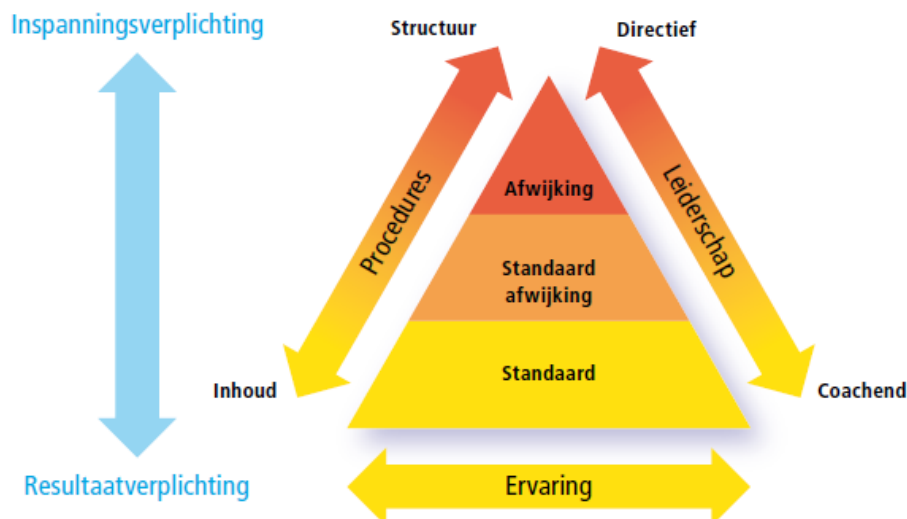 Inspanningsverplichting
Structuur
Directief
Procedures
Leiderschap
Afwijking
Standaard
afwijking
Standaard
Inhoud
Coachend
Resultaatverplichting
Ervaring